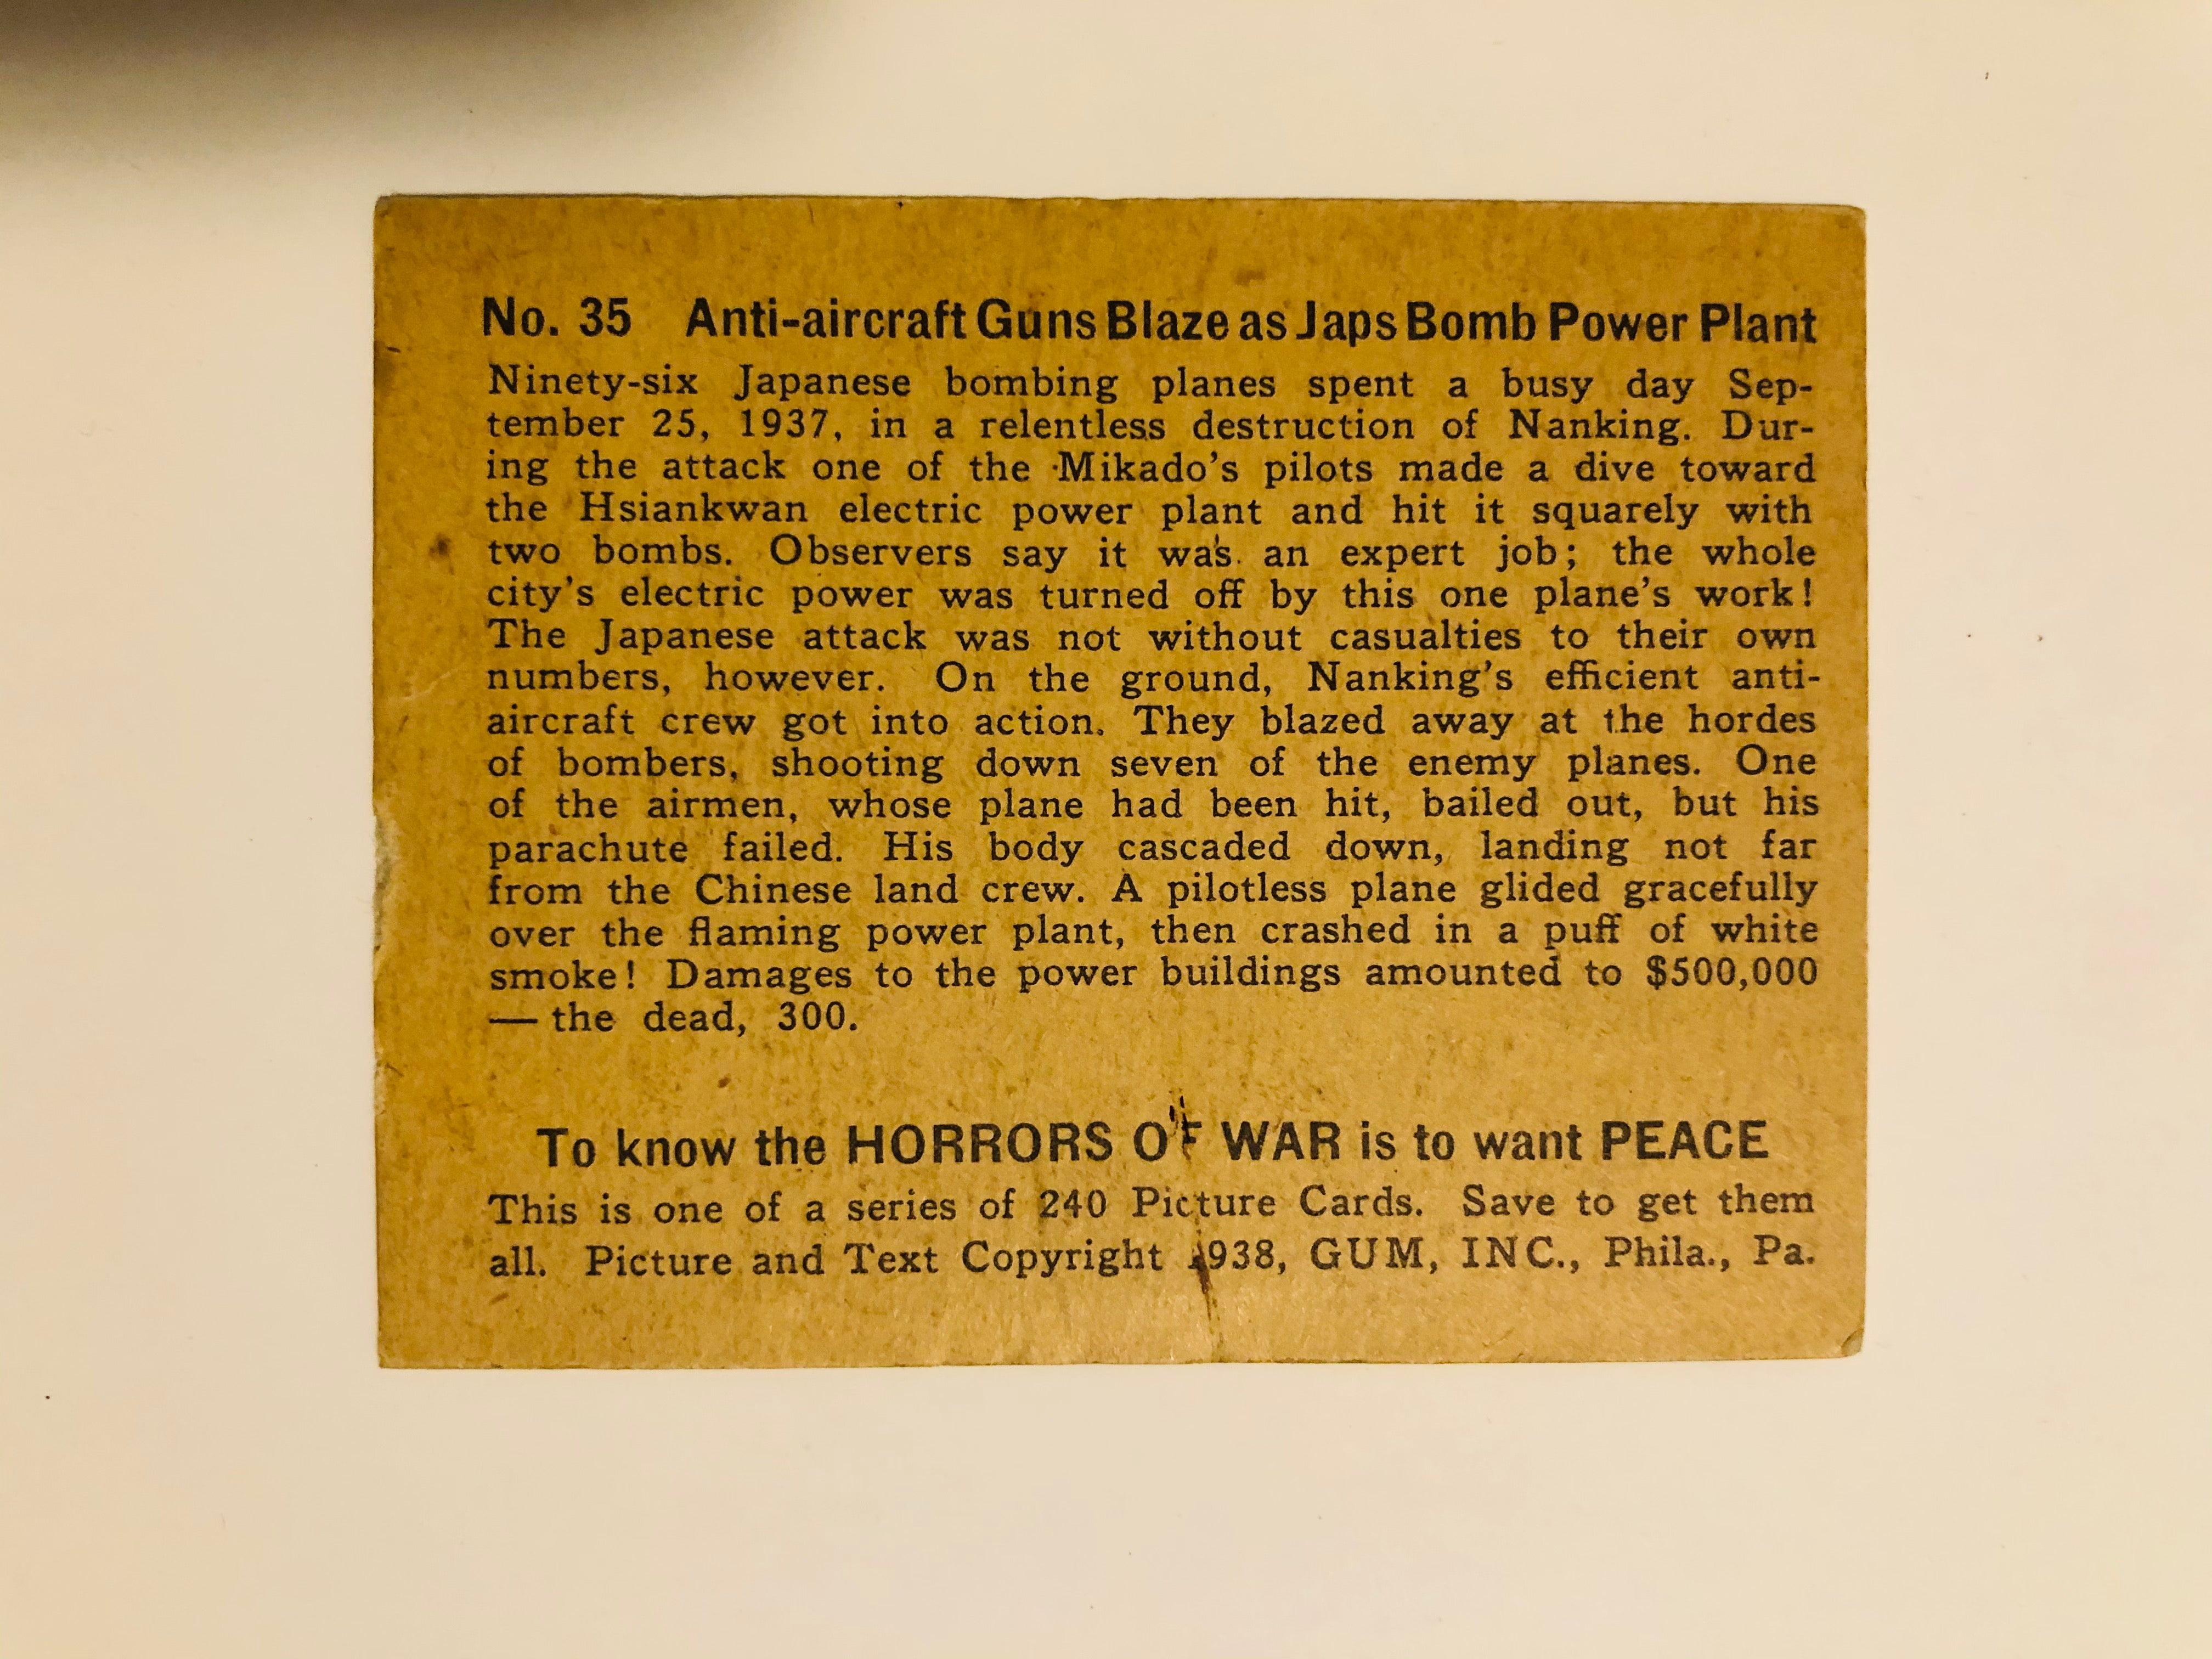 No. 35 Anti-aircraft Guns Blaze as Japs Bomb Power Plant
Ninety-six Japanese bombing planes spent a busy day Sep-
tember 25, 1937, in a relentless destruction of Nanking. Dur-
ing the attack one of the Mikado's pilots made a dive toward
the Hsiankwan electric power plant and hit it squarely with
two bombs. Observers say it was an expert job; the whole
city's electric power was turned off by this one plane's work!
The Japanese attack was not without casualties to their own
numbers, however. On the ground, Nanking's efficient anti-
aircraft crew got into action. They blazed away at the hordes
of bombers, shooting down seven of the enemy planes. One
of the airmen, whose plane had been hit, bailed out, but his
parachute failed. His body cascaded down, landing not far
from the Chinese land crew. A pilotless plane glided gracefully
over the flaming power plant, then crashed in a puff of white
smoke! Damages to the power buildings amounted to $500,000
— the dead, 300.
To know the HORRORS OF WAR is to want PEACE
This is one of a series of 240 Picture Cards. Save to get them
all. Picture and Text Copyright 1938, GUM, INC., Phila., Pa.